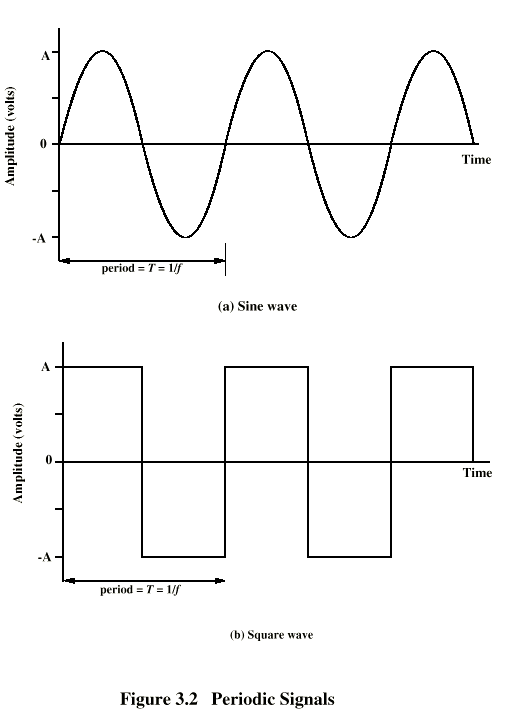 A
Amplitude (volts)
0
Time
-A
period = T = 1/f
(a) Sine wave
A
Amplitude (volts)
0
Time
-A
period = T = 1/f
(b) Square wave
Figure 3.2 Periodic Signals